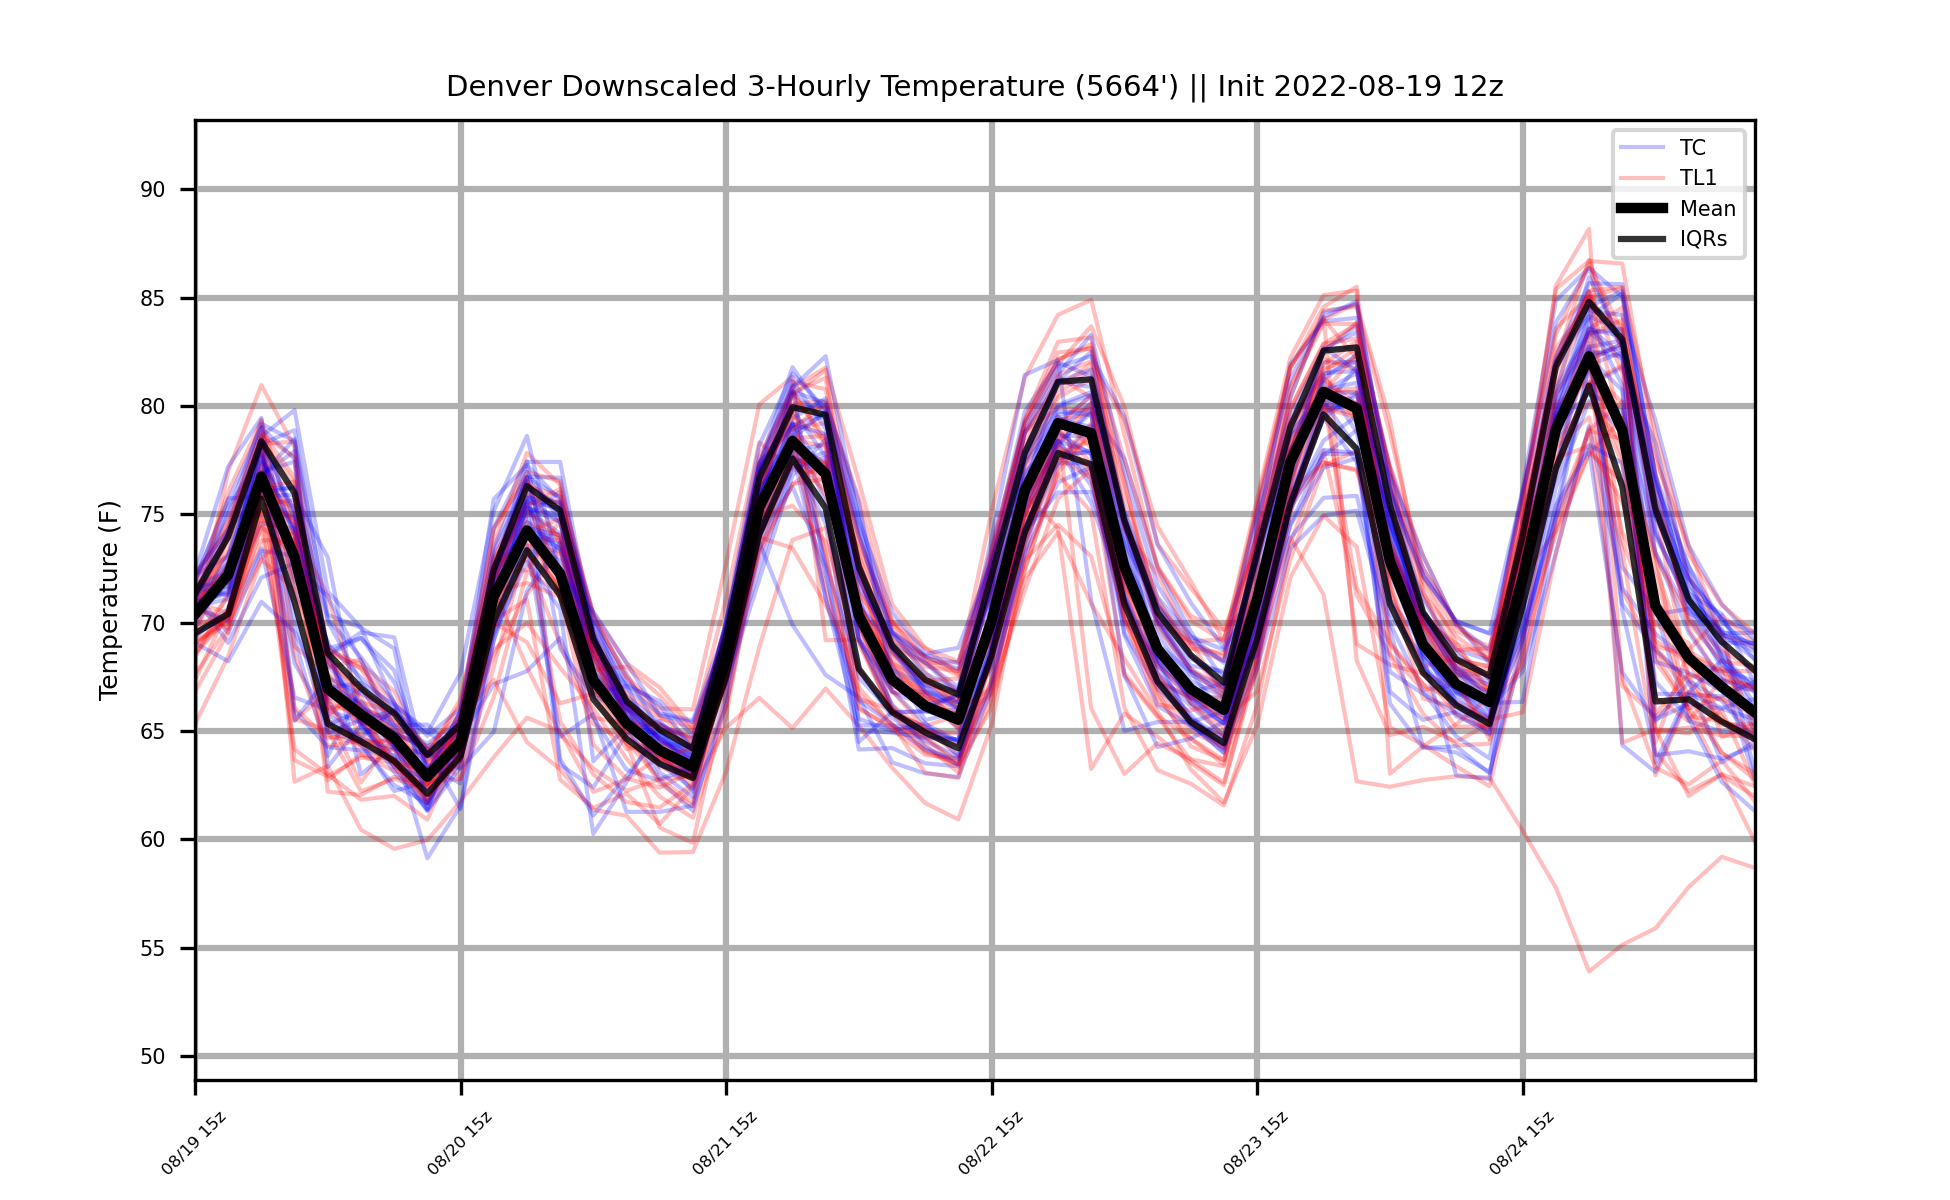 Denver Downscaled 3-Hourly Temperature (5664') || Init 2022-08-19 12z
TC
TL1
Mean
IQRs
Temperature (F)
90
85
80
75
70
65
60
55
50
08/19 15z
08/20 15z
08/21 15z
08/22 15z
08/23 15z
08/24 15z